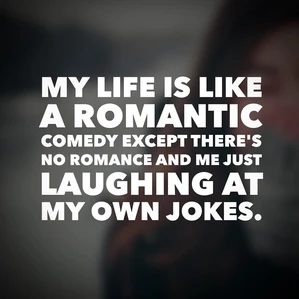 MY LIFE IS LIKE
A ROMANTIC
COMEDY EXCEPT THERE'S
NO ROMANCE AND ME JUST
LAUGHING AT
MY OWN JOKES.